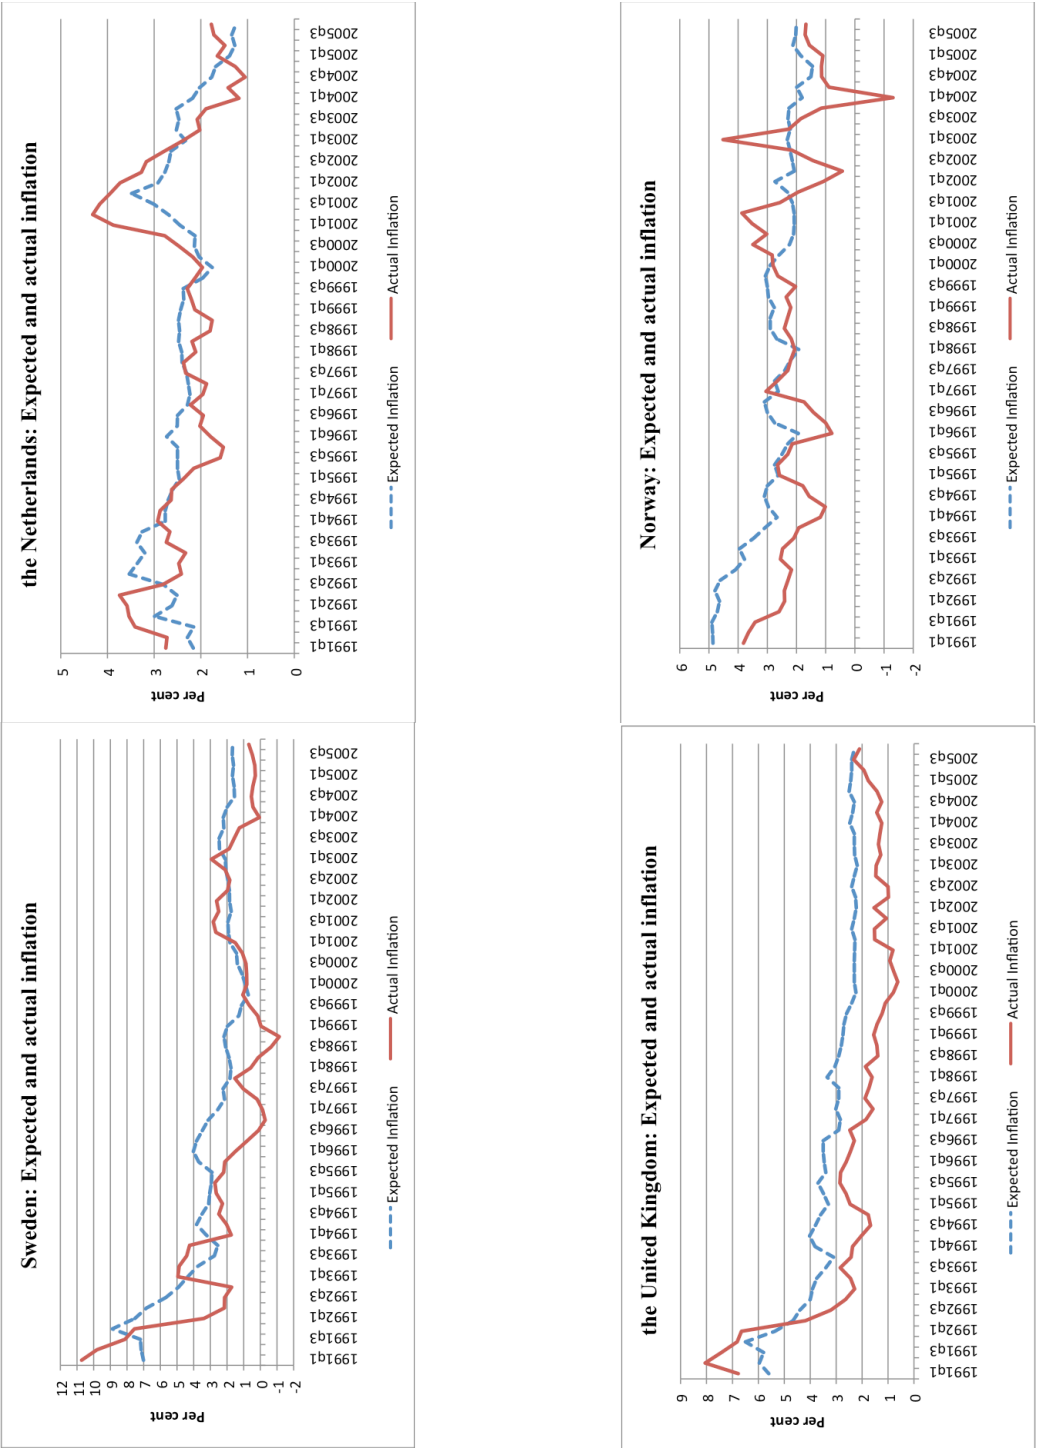 Sweden: Expected and actual inflation
Per cent
12
11
10
9
8
7
6
5
4
3
2
1
0
-1
-2
1991q1 1991q3 1992q1 1992q3 1993q1 1993q3 1994q1 1994q3 1995q1 1995q3 1996q1 1996q3 1997q1 1997q3 1998q1 1998q3 1999q1 1999q3 2000q1 2000q3 2001q1 2001q3 2002q1 2002q3 2003q1 2003q3 2004q1 2004q3 2005q1 2005q3
Expected Inflation Actual Inflation
the Netherlands: Expected and actual inflation
Per cent
5
4
3
2
1
0
1991q1 1991q3 1992q1 1992q3 1993q1 1993q3 1994q1 1994q3 1995q1 1995q3 1996q1 1996q3 1997q1 1997q3 1998q1 1998q3 1999q1 1999q3 2000q1 2000q3 2001q1 2001q3 2002q1 2002q3 2003q1 2003q3 2004q1 2004q3 2005q1 2005q3
Expected Inflation Actual Inflation
the United Kingdom: Expected and actual inflation
Per cent
9
8
7
6
5
4
3
2
1
0
1991q1 1991q3 1992q1 1992q3 1993q1 1993q3 1994q1 1994q3 1995q1 1995q3 1996q1 1996q3 1997q1 1997q3 1998q1 1998q3 1999q1 1999q3 2000q1 2000q3 2001q1 2001q3 2002q1 2002q3 2003q1 2003q3 2004q1 2004q3 2005q1 2005q3
Expected Inflation Actual Inflation
Norway: Expected and actual inflation
Per cent
6
5
4
3
2
1
0
-1
-2
1991q1 1991q3 1992q1 1992q3 1993q1 1993q3 1994q1 1994q3 1995q1 1995q3 1996q1 1996q3 1997q1 1997q3 1998q1 1998q3 1999q1 1999q3 2000q1 2000q3 2001q1 2001q3 2002q1 2002q3 2003q1 2003q3 2004q1 2004q3 2005q1 2005q3
Expected Inflation Actual Inflation